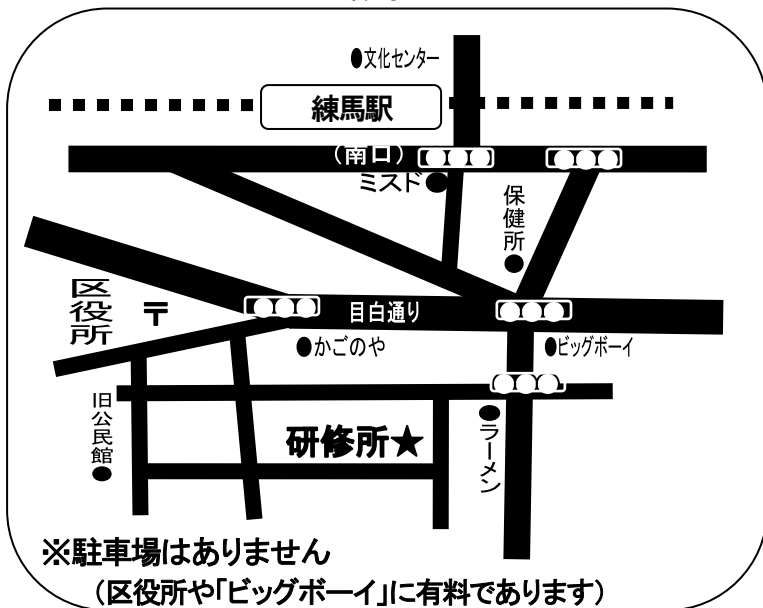 ●文化センター
練馬駅
(南口)
ミスド●
保健所
●
区役所
〒
目白通り
●かごのや
●ビッグボーイ
旧公民館
●
研修所★
●
ラーメン
※駐車場はありません
(区役所や「ビッグボーイ」に有料であります)